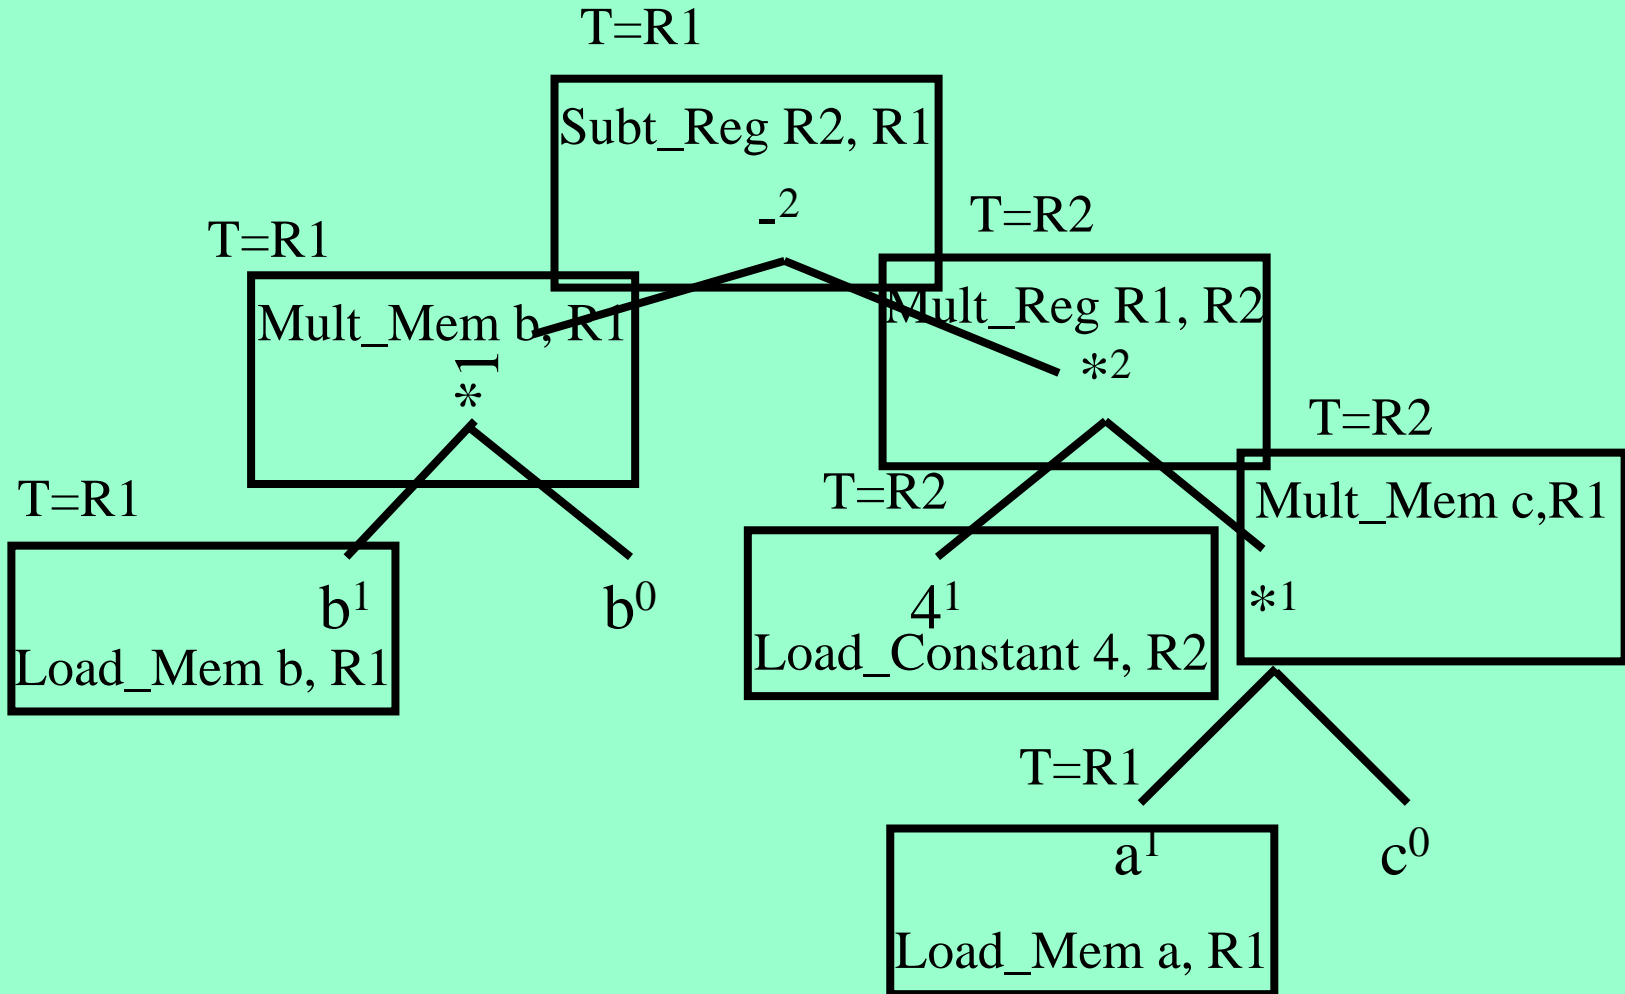 T=R1
Subt_Reg R2, R1
-2
T=R1
T=R2
Mult_Mem b, R1
*1
Mult_Reg R1, R2
*2
T=R1
T=R2
T=R2
Mult_Mem c,R1
b1
b0
41
*1
Load_Mem b, R1
Load_Constant 4, R2
T=R1
a1
c0
Load_Mem a, R1